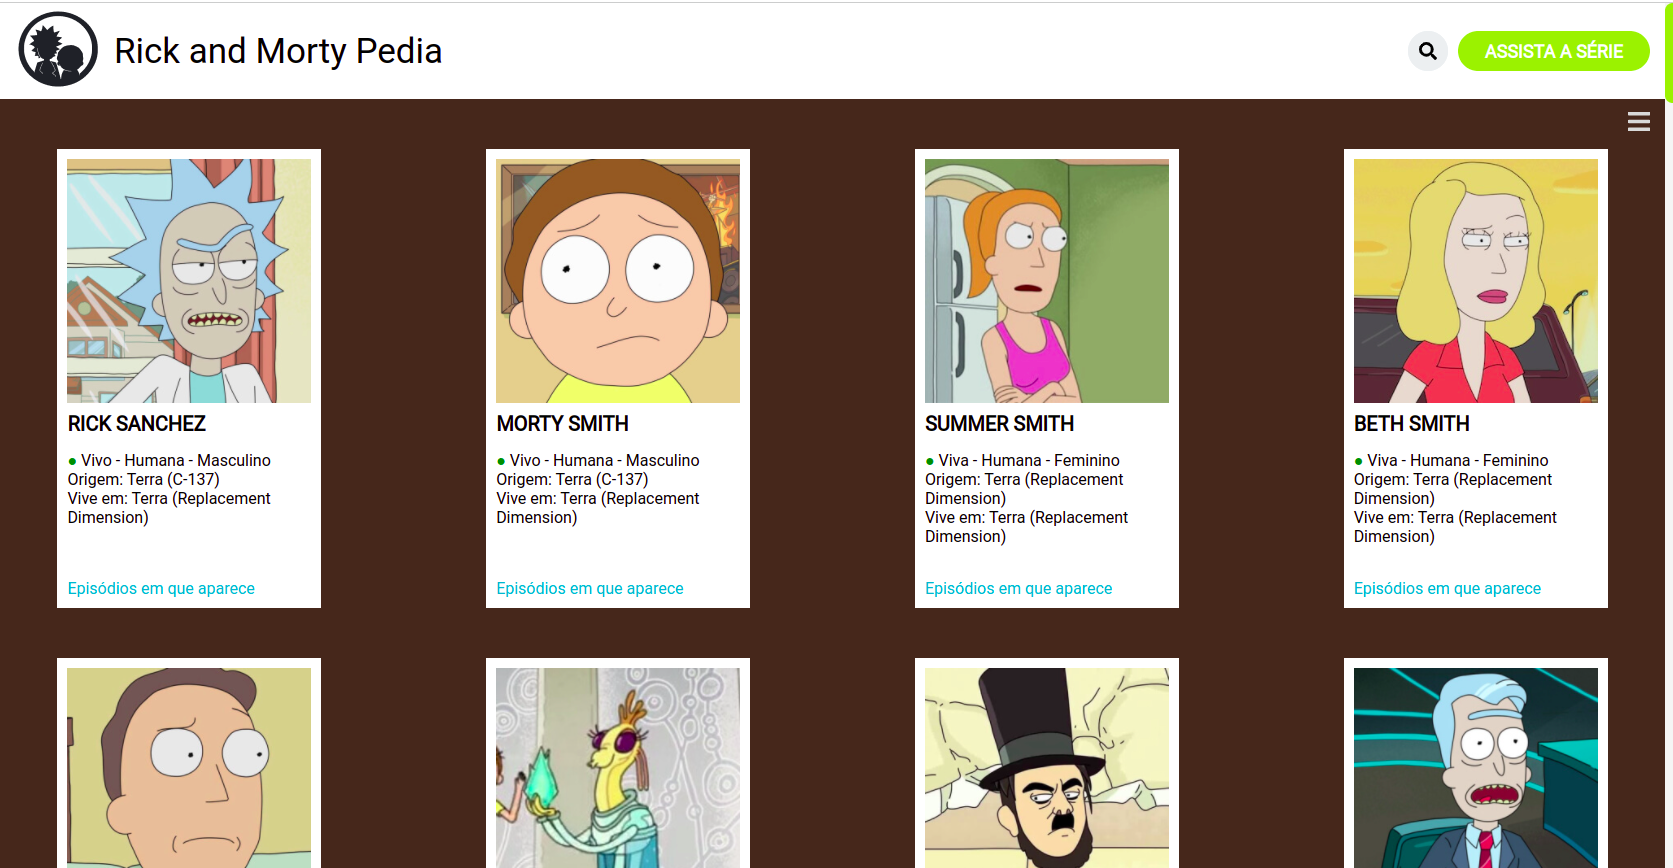 Rick and Morty Pedia
ASSISTA A SÉRIE
RICK SANCHEZ
● Vivo - Humana - Masculino
Origem: Terra (C-137)
Vive em: Terra (Replacement
Dimension)
Episódios em que aparece
MORTY SMITH
● Vivo - Humana - Masculino
Origem: Terra (C-137)
Vive em: Terra (Replacement
Dimension)
Episódios em que aparece
SUMMER SMITH
● Viva - Humana - Feminino
Origem: Terra (Replacement
Dimension)
Vive em: Terra (Replacement
Dimension)
Episódios em que aparece
BETH SMITH
● Viva - Humana - Feminino
Origem: Terra (Replacement
Dimension)
Vive em: Terra (Replacement
Dimension)
Episódios em que aparece